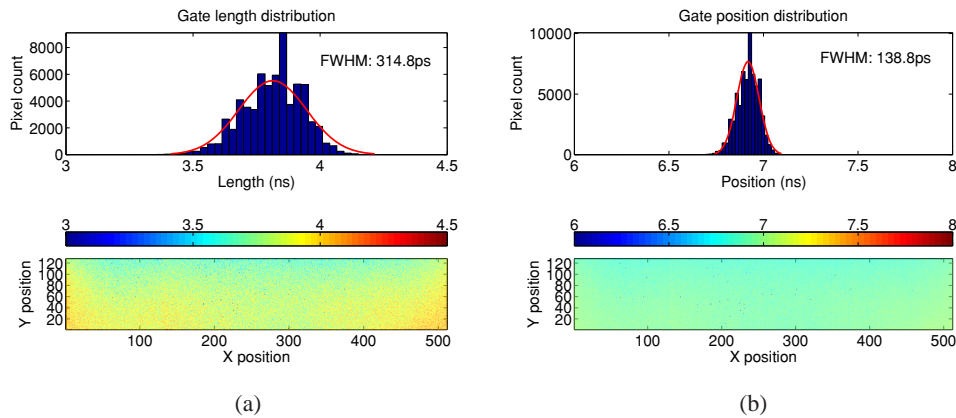 Gate length distribution
8000
6000
4000
2000
0
Pixel count
FWHM: 314.8ps
3 3.5 4 4.5
Length (ns)
3 3.5 4 4.5
120
100
80
60
40
20
Y position
100 200 300 400 500
X position
(a)
Gate position distribution
10000
5000
0
Pixel count
FWHM: 138.8ps
6 6.5 7 7.5 8
Position (ns)
6 6.5 7 7.5 8
120
100
80
60
40
20
Y position
100 200 300 400 500
X position
(b)